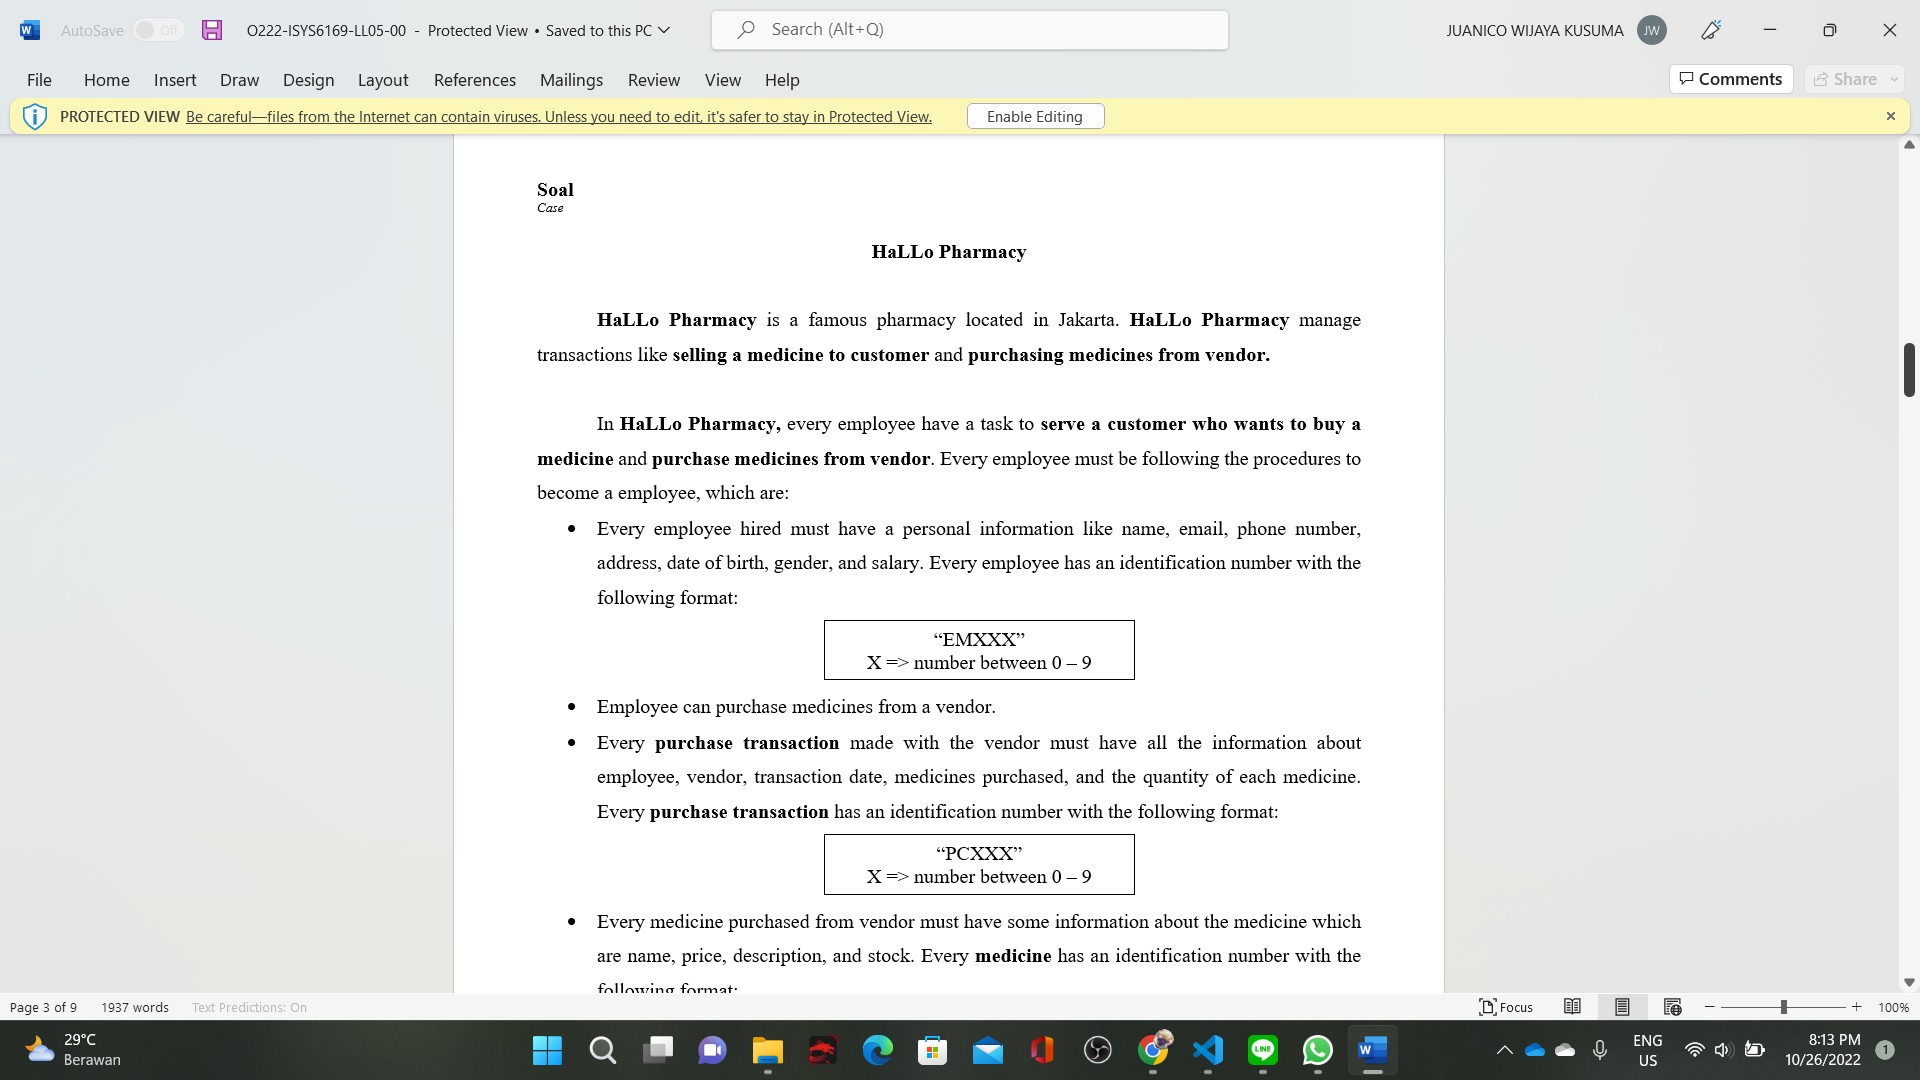 AutoSave Off O222-ISYS6169-LL05-00 - Protected View • Saved to this PC Search (Alt+Q) JUANICO WIJAYA KUSUMA JW
File Home Insert Draw Design Layout References Mailings Review View Help Comments Share
PROTECTED VIEW Be careful—files from the Internet can contain viruses. Unless you need to edit, it's safer to stay in Protected View. Enable Editing
Soal
Case
HaLLo Pharmacy
HaLLo Pharmacy is a famous pharmacy located in Jakarta. HaLLo Pharmacy manage
transactions like selling a medicine to customer and purchasing medicines from vendor.
In HaLLo Pharmacy, every employee have a task to serve a customer who wants to buy a
medicine and purchase medicines from vendor. Every employee must be following the procedures to
become a employee, which are:
• Every employee hired must have a personal information like name, email, phone number,
address, date of birth, gender, and salary. Every employee has an identification number with the
following format:
“EMXXX”
X => number between 0 – 9
• Employee can purchase medicines from a vendor.
• Every purchase transaction made with the vendor must have all the information about
employee, vendor, transaction date, medicines purchased, and the quantity of each medicine.
Every purchase transaction has an identification number with the following format:
“PCXXX”
X => number between 0 – 9
• Every medicine purchased from vendor must have some information about the medicine which
are name, price, description, and stock. Every medicine has an identification number with the
following format:
Page 3 of 9 1937 words Text Predictions: On Focus 100%
29°C
Berawan
LINE
ENG
US
8:13 PM
10/26/2022
1